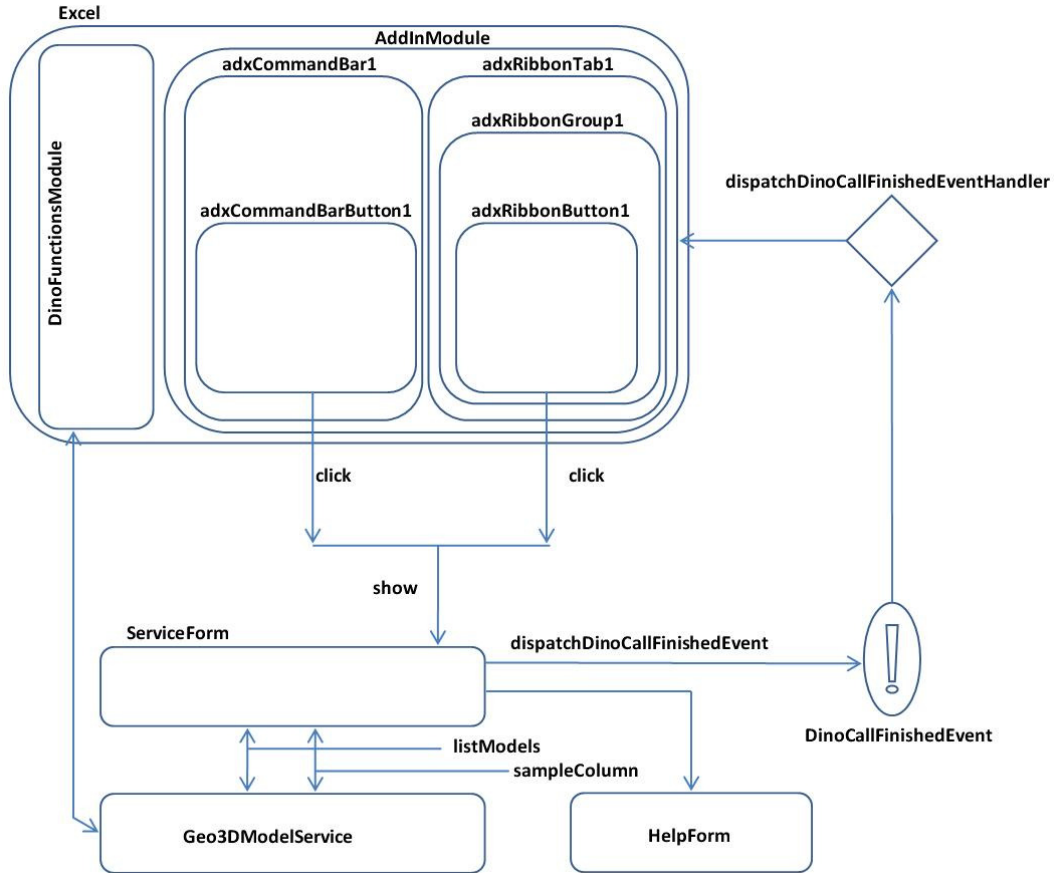 Excel
AddInModule
adxCommandBar1
adxRibbonTab1
adxRibbonGroup1
dispatchDinoCallFinishedEventHandler
DinoFunctionsModule
adxCommandBarButton1
adxRibbonButton1
click
click
show
ServiceForm
dispatchDinoCallFinishedEvent
DinoCallFinishedEvent
listModels
sampleColumn
Geo3DModelService
HelpForm